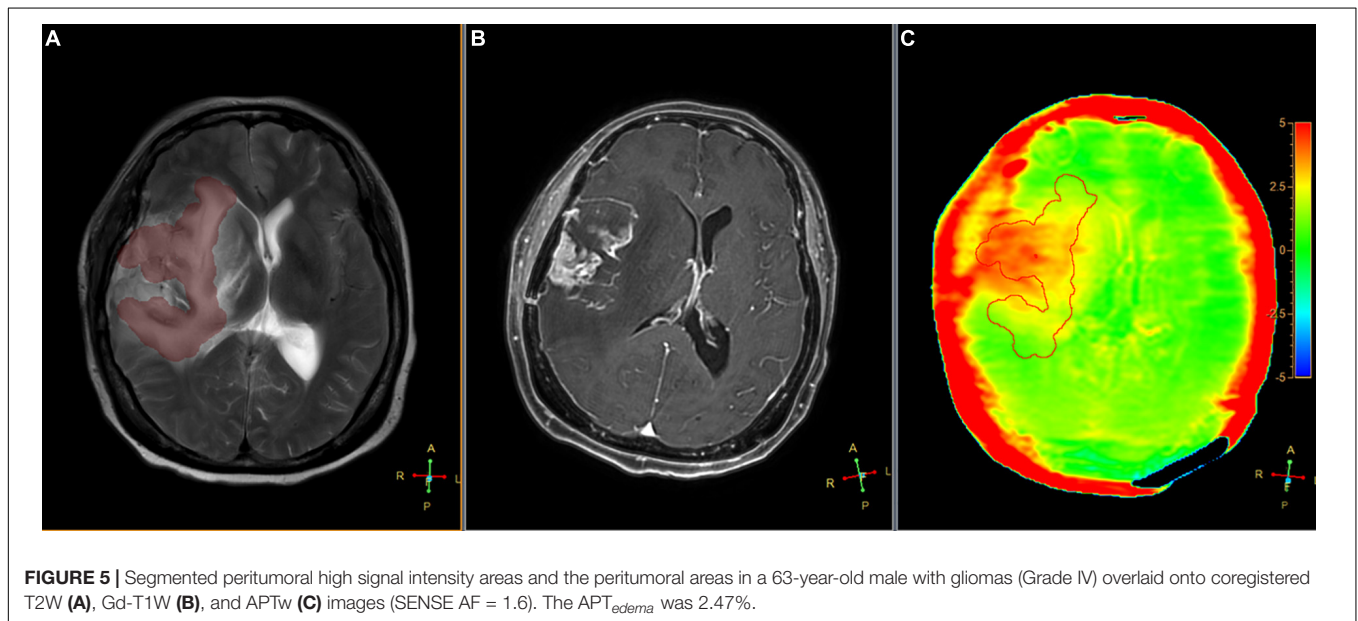 A
B
C
5
2.5
0
-2.5
-5
A
R
L
F
P
A
R
L
F
P
A
R
F
P
FIGURE 5 | Segmented peritumoral high signal intensity areas and the peritumoral areas in a 63-year-old male with gliomas (Grade IV) overlaid onto coregistered
T2W (A), Gd-T1W (B), and APTw (C) images (SENSE AF = 1.6). The APTedema was 2.47%.